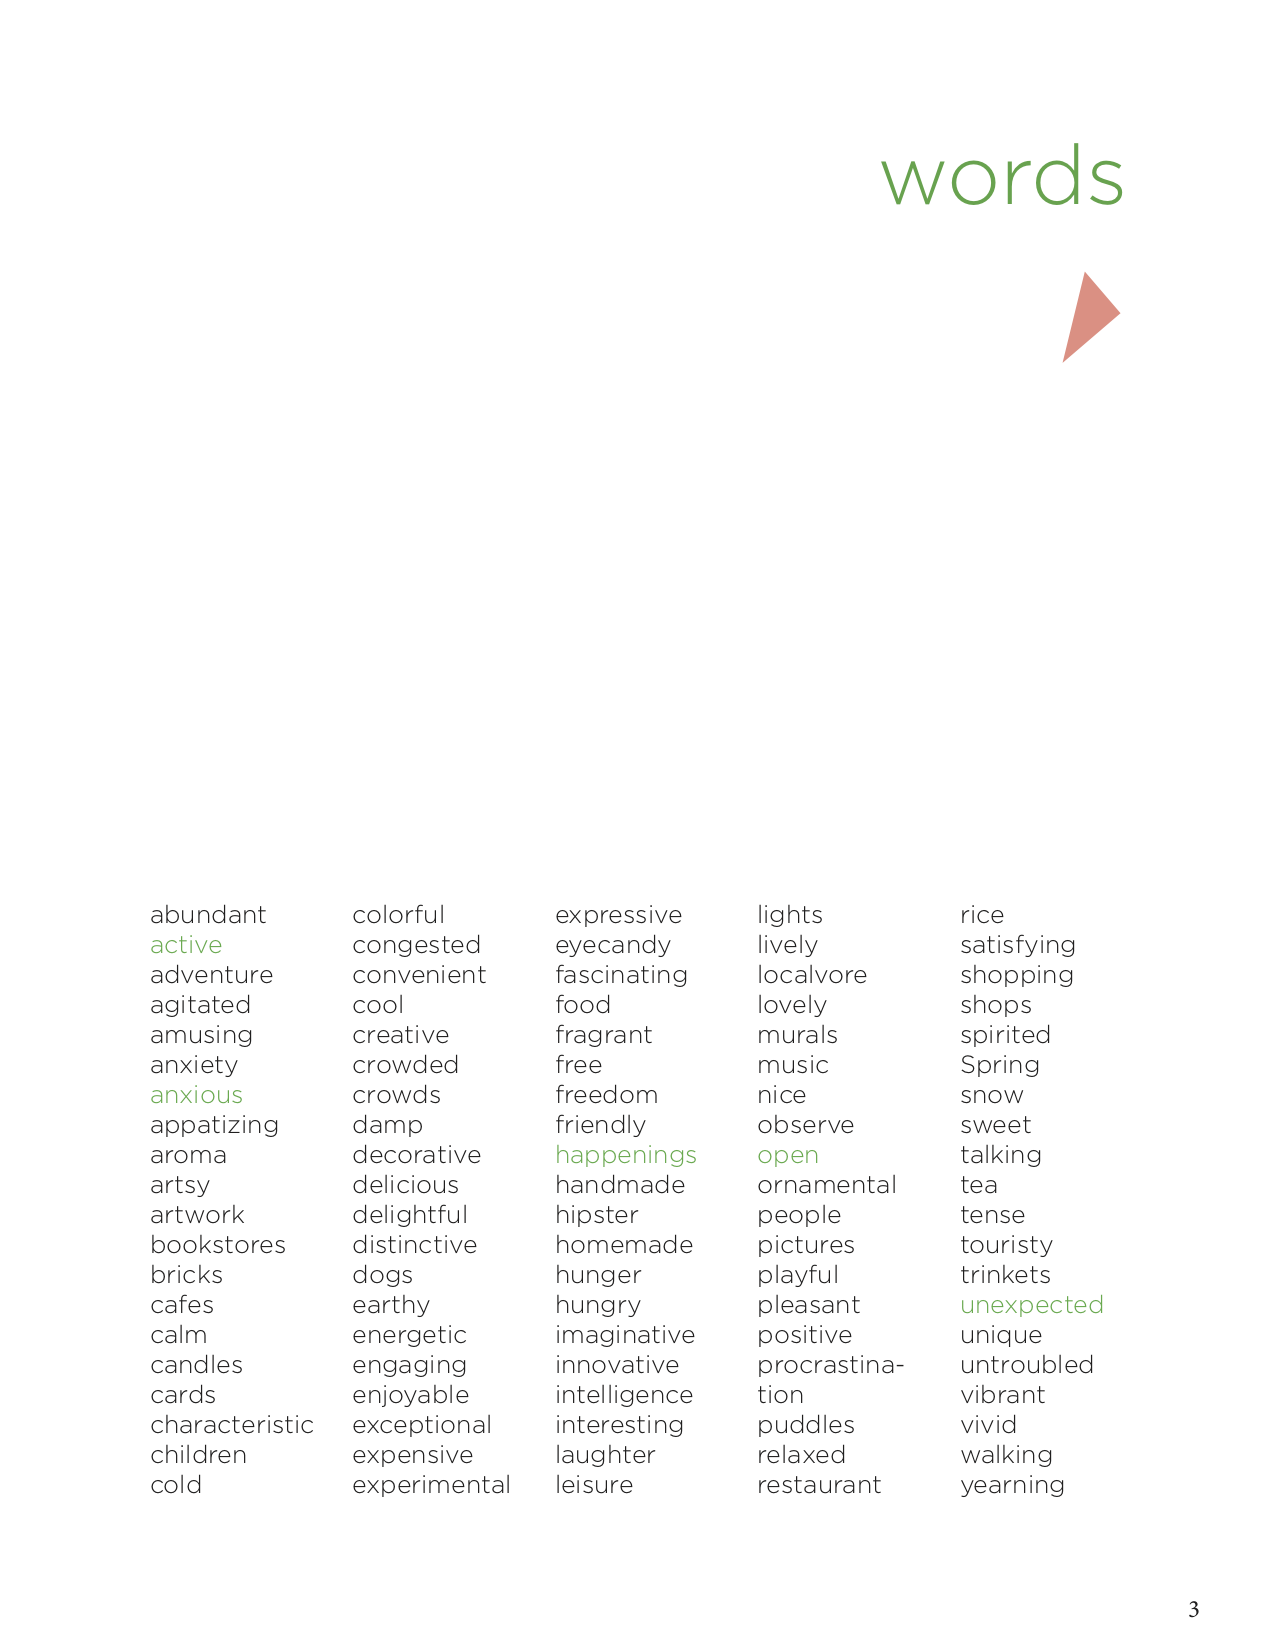 words
abundant
active
adventure
agitated
amusing
anxiety
anxious
appatizing
aroma
artsy
artwork
bookstores
bricks
cafes
calm
candles
cards
characteristic
children
cold
colorful
congested
convenient
cool
creative
crowded
crowds
damp
decorative
delicious
delightful
distinctive
dogs
earthy
energetic
engaging
enjoyable
exceptional
expensive
experimental
expressive
eyecandy
fascinating
food
fragrant
free
freedom
friendly
happenings
handmade
hipster
homemade
hunger
hungry
imaginative
innovative
intelligence
interesting
laughter
leisure
lights
lively
localvore
lovely
murals
music
nice
observe
open
ornamental
people
pictures
playful
pleasant
positive
procrastina-
tion
puddles
relaxed
restaurant
rice
satisfying
shopping
shops
spirited
Spring
snow
sweet
talking
tea
tense
touristy
trinkets
unexpected
unique
untroubled
vibrant
vivid
walking
yearning
3